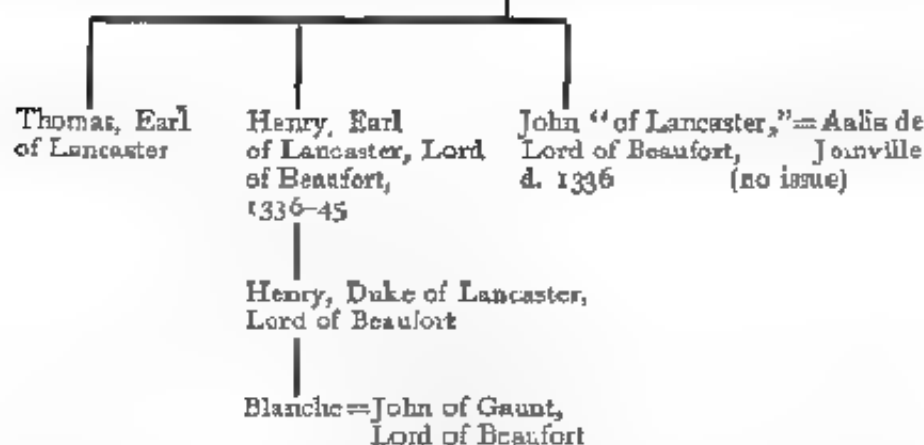 Thomas, Earl
of Lancaster
Henry, Earl
of Lancaster, Lord
of Beaufort,
1336-45
John “of Lancaster,”=Aalis de
Lord of Beaufort, Joinville
d. 1336 (no issue)
Henry, Duke of Lancaster,
Lord of Beaufort
Blanche=John of Gaunt,
Lord of Beaufort